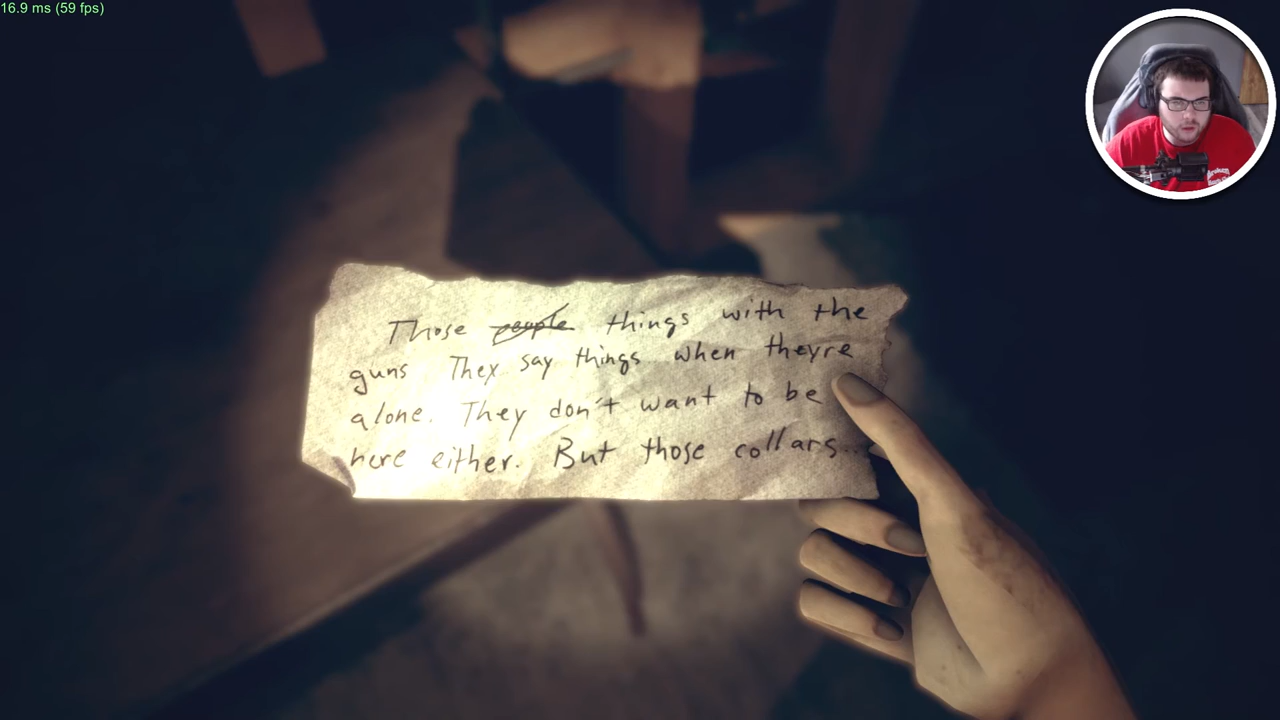 16.9 ms (59 fps)
Those people things with the
guns They say things when theyre
alone. They don't want to be
here either. But those collars...